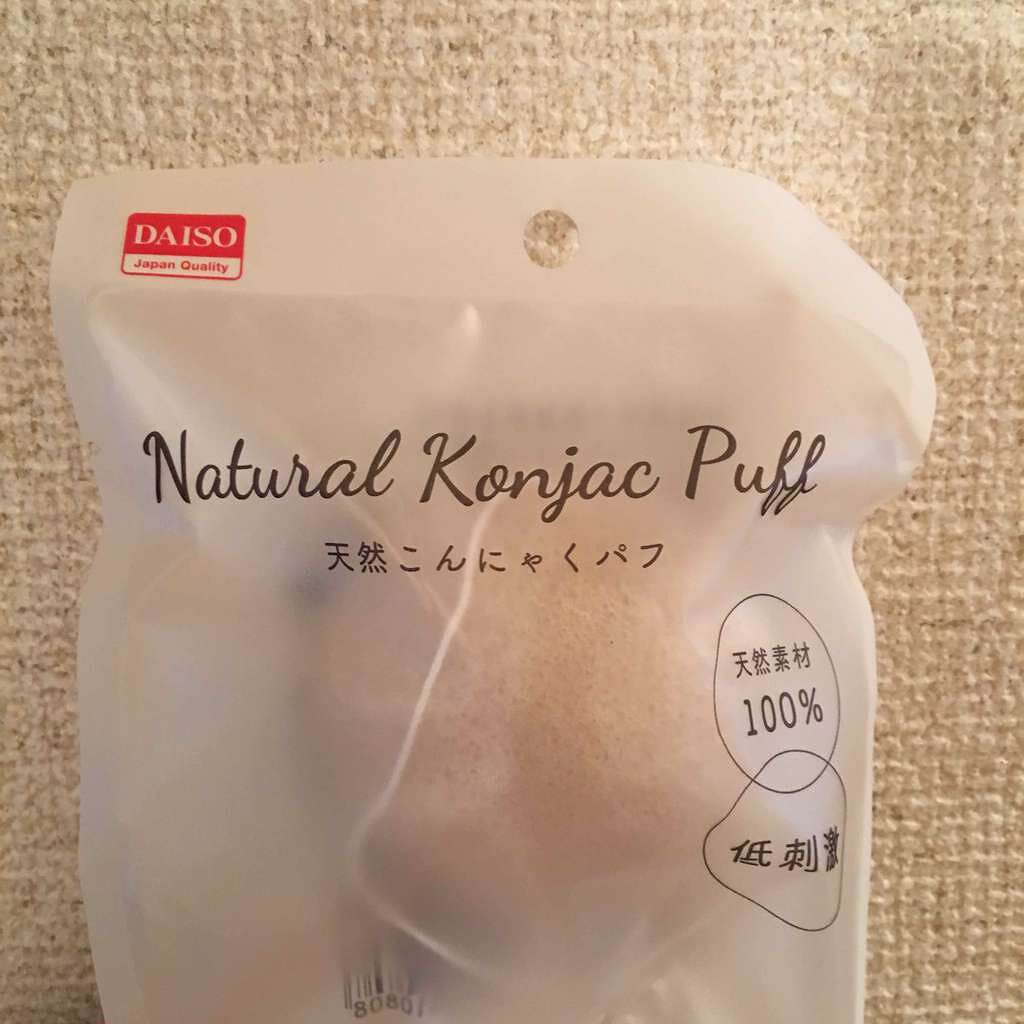 DAISO
Japan Quality
Natural Konjac Puff
天然こんにゃくパフ
天然素材
100%
低刺激
80801